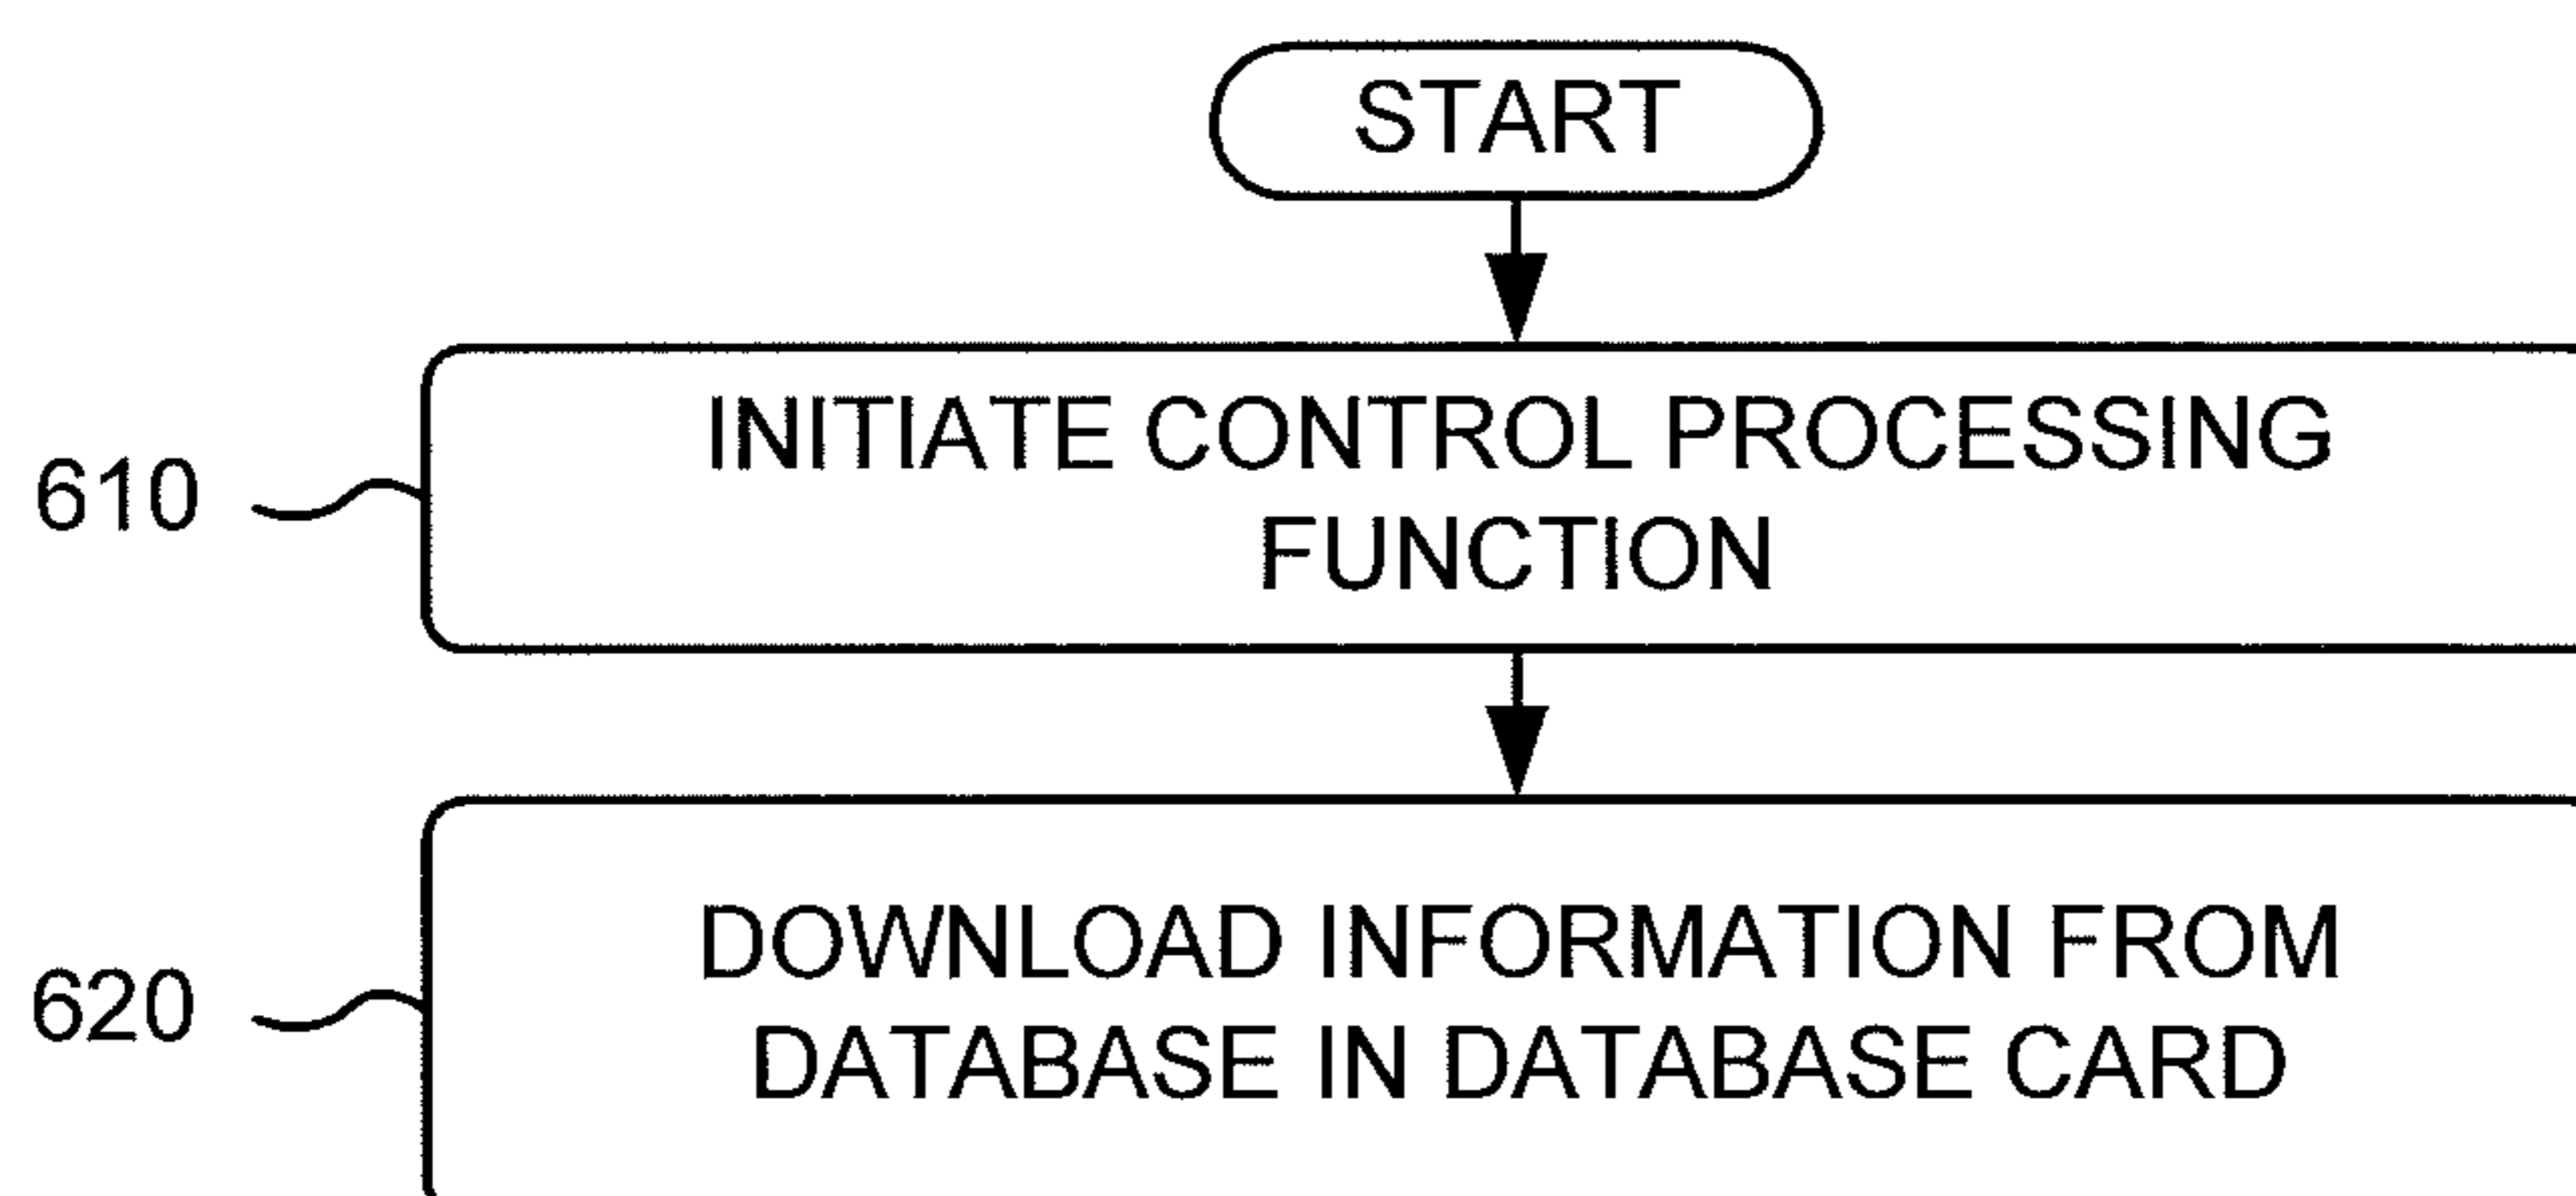 START
INITIATE CONTROL PROCESSING
FUNCTION
610
DOWNLOAD INFORMATION FROM
DATABASE IN DATABASE CARD
620